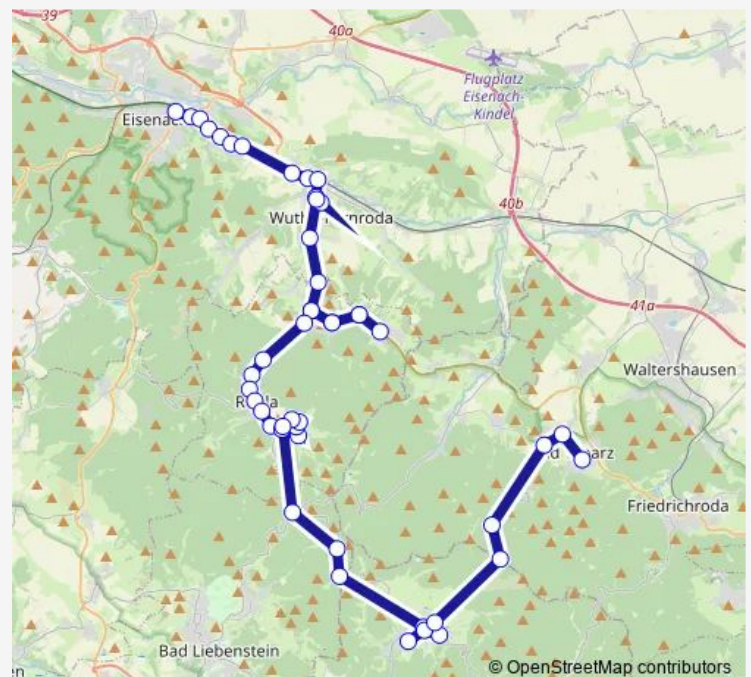 39
40a
Flugplatz
Eisenach-
Kindel
40b
41a
Waltershausen
Friedrichroda
Bad Liebenstein
© OpenStreetMap contributors